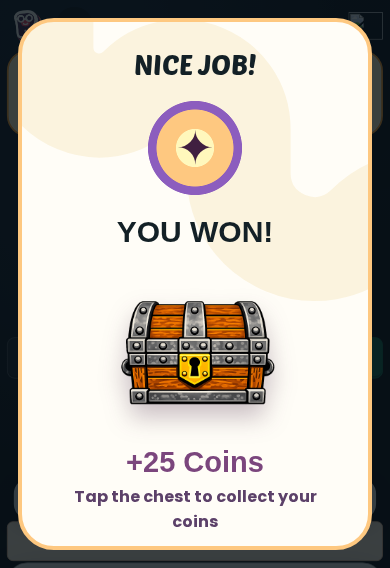 NICE JOB!
YOU WON!
+25 Coins
Tap the chest to collect your
coins